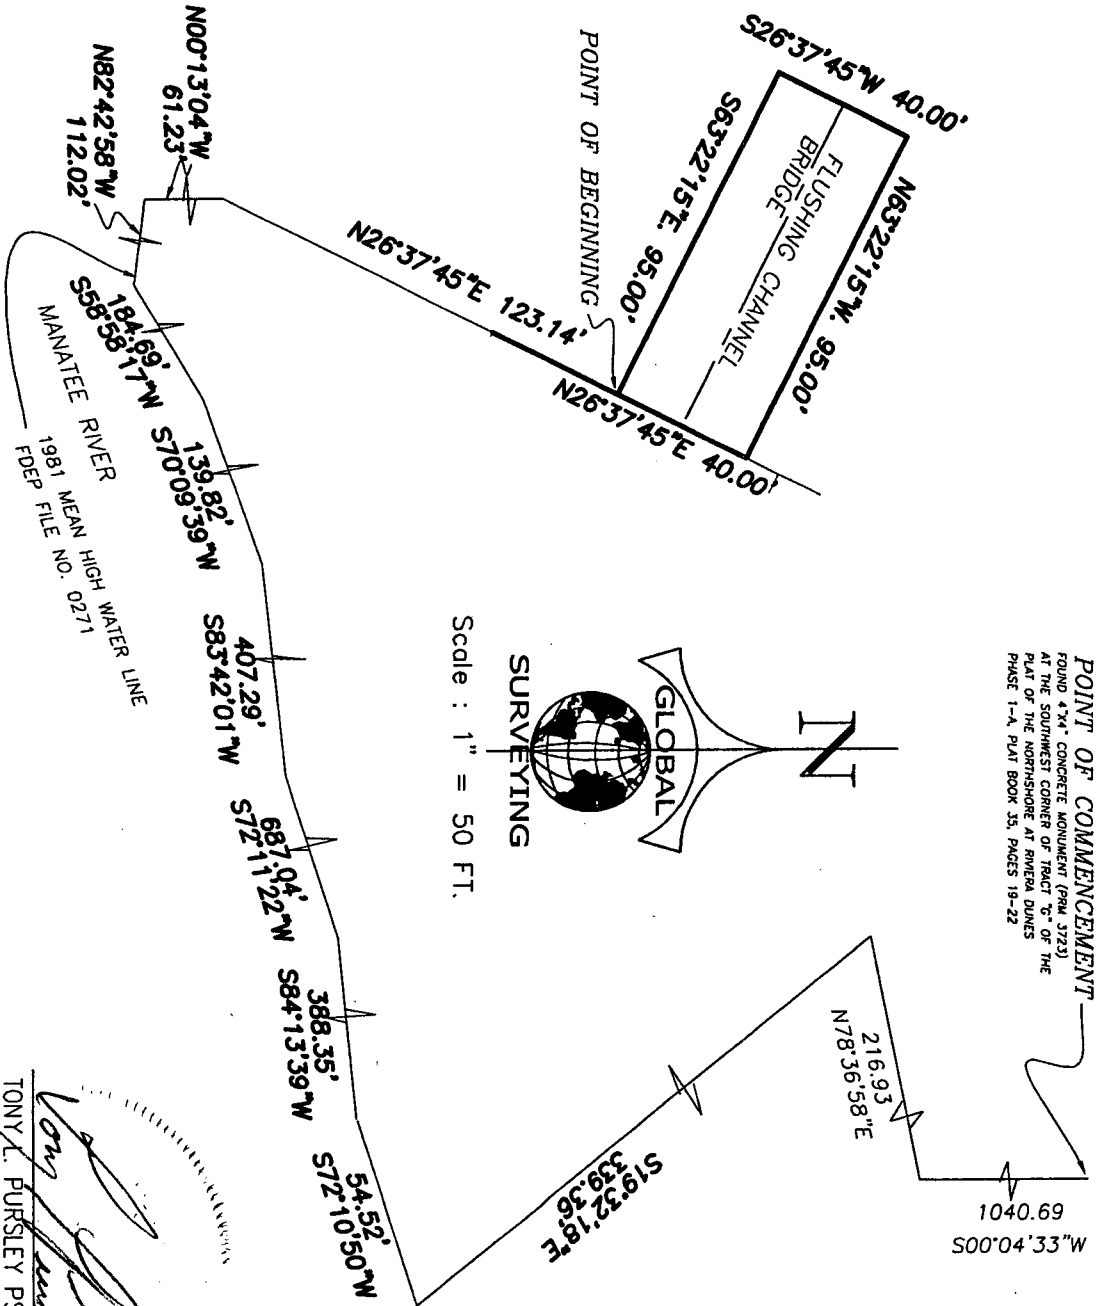 POINT OF COMMENCEMENT
FOUND 4"X4" CONCRETE MONUMENT (PRM 3723)
AT THE SOUTHWEST CORNER OF TRACT "G" OF THE
PLAT OF THE NORTHSHORE AT RIVIERA DUNES
PHASE 1-A, PLAT BOOK 35, PAGES 19-22
1040.69
S00°04'33"W
216.93
N78°36'58"E
S19°32'18"E
339.36'
54.52'
S72°10'50"W
388.35'
S84°13'39"W
687.04'
S72°11'22"W
407.29'
S83°42'01"W
139.82'
S70°09'39"W
184.69'
S58°58'17"W
MANATEE RIVER
1981 MEAN HIGH WATER LINE
FDEP FILE NO. 0271
N82°42'58"W
112.02'
N00°13'04"W
61.23'
N26°37'45"E 123.14'
POINT OF BEGINNING
N26°37'45"E 40.00'
N63°22'15"W. 95.00'
S26°37'45"W 40.00'
S63°22'15"E. 95.00'
FLUSHING CHANNEL
BRIDGE
N
GLOBAL
SURVEYING
Scale : 1" = 50 FT.
TONY L. PURSLEY PS